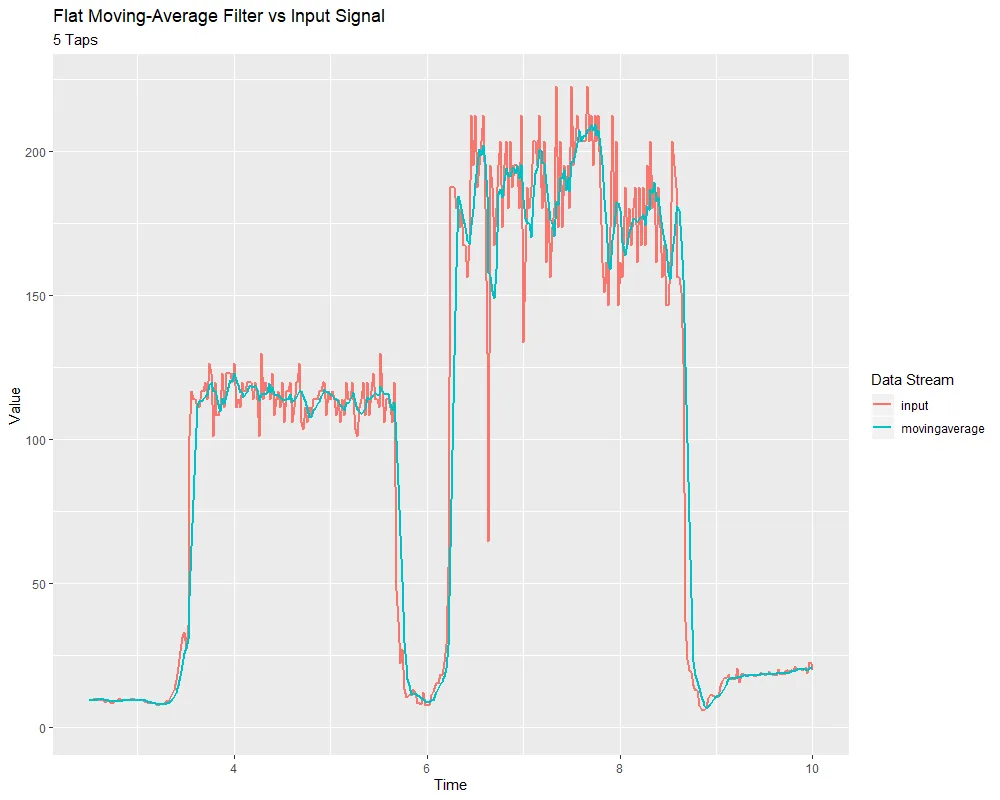 Flat Moving-Average Filter vs Input Signal
5 Taps
200
150
100
50
0
Value
4 6 8 10
Time
Data Stream
input
movingaverage